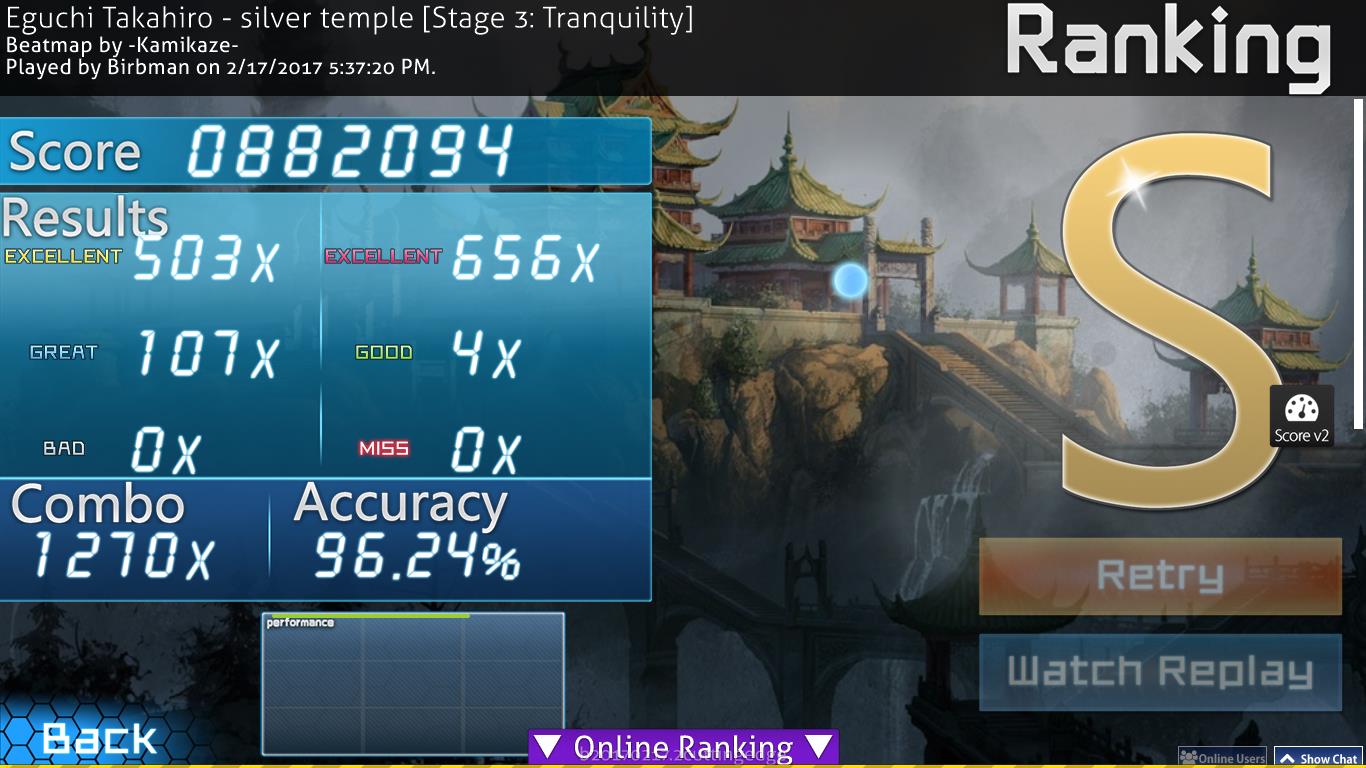 Eguchi Takahiro - silver temple [Stage 3: Tranquility]
Beatmap by -Kamikaze-
Played by Birbman on 2/17/2017 5:37:20 PM.
Ranking
Score 0882094
Results
EXCELLENT 503x EXCELLENT 656x
GREAT 107x GOOD 4x
BAD 0x MISS 0x
Combo Accuracy
1270x 96.24%
S
Score v2
Retry
Watch Replay
performance
Back
▼ Online Ranking ▼
Online Users
Show Chat